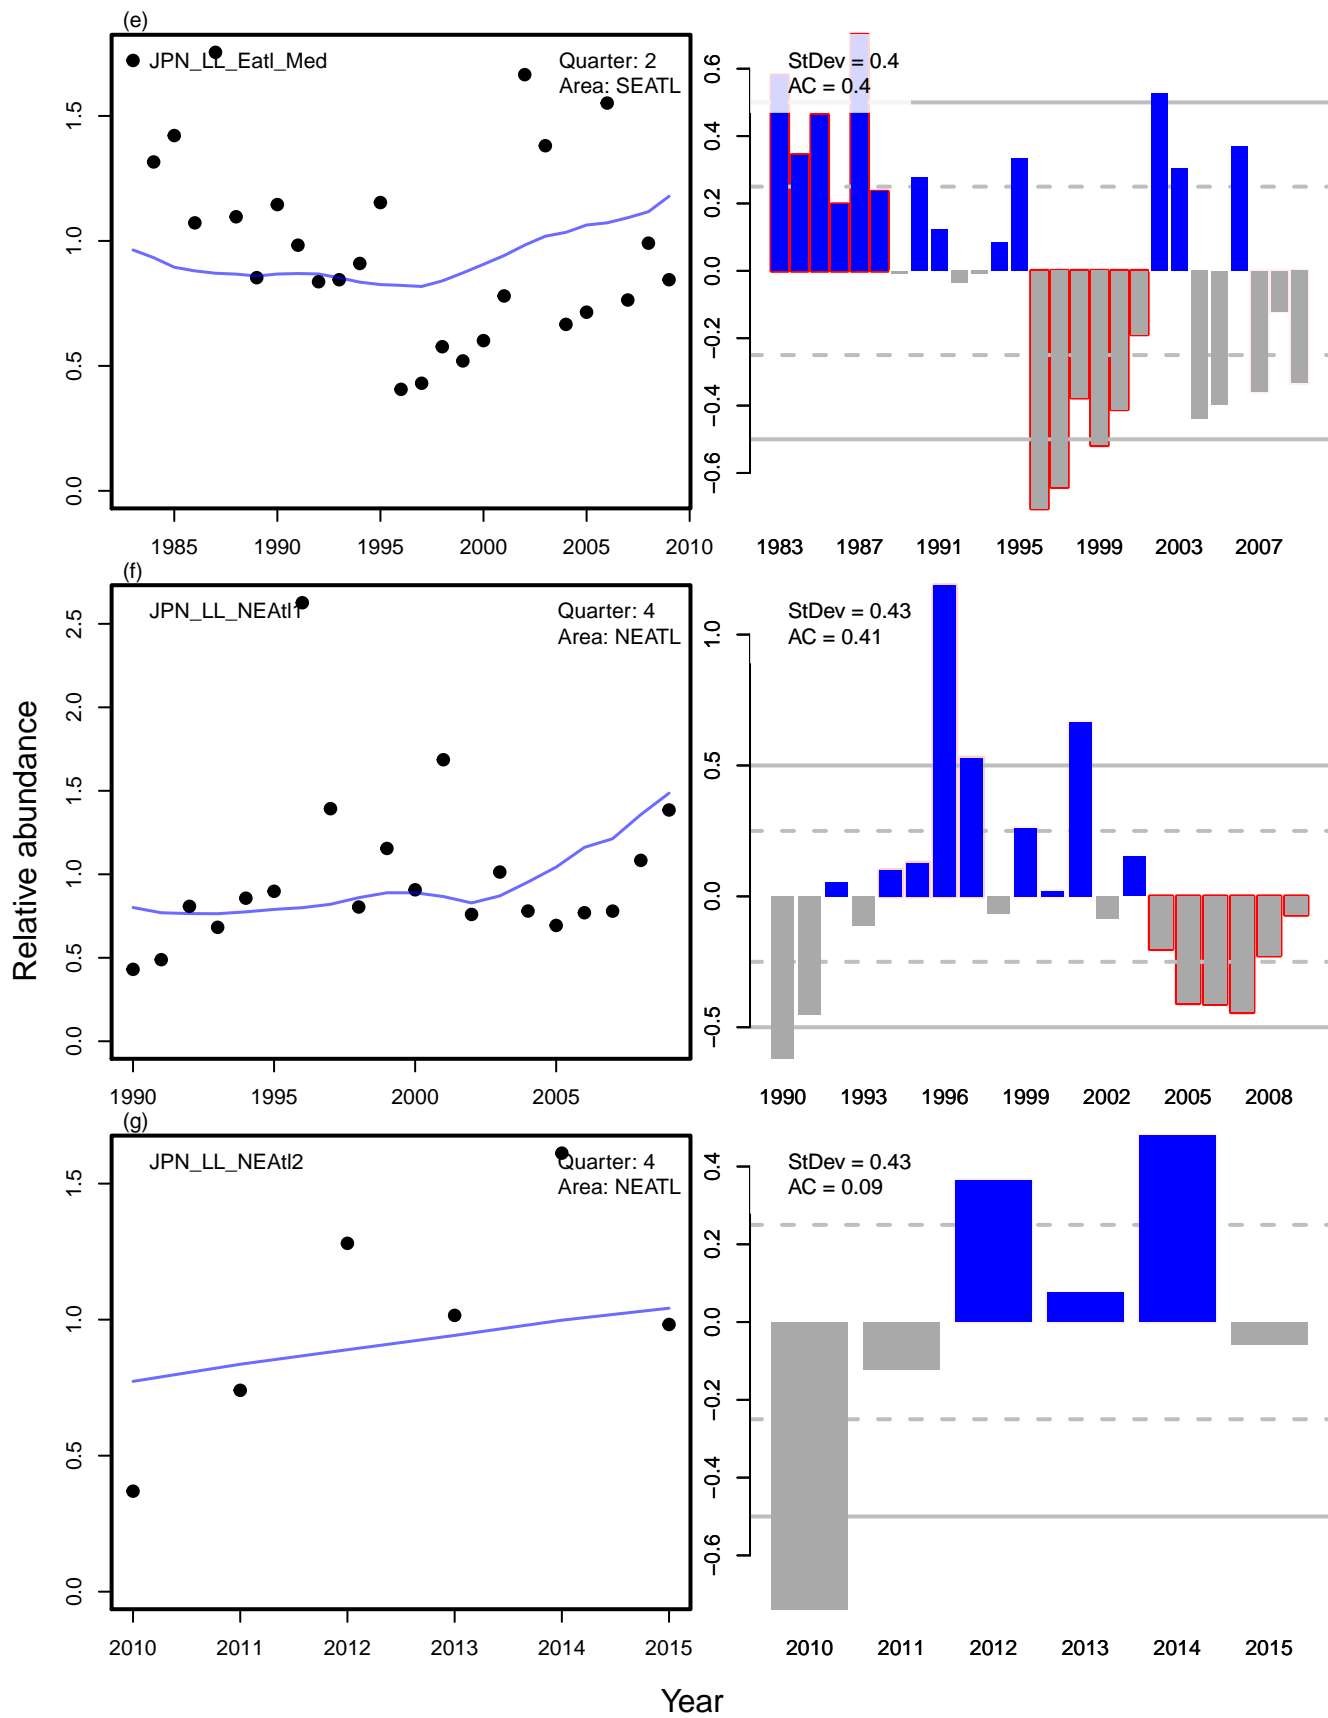 (e)
JPN_LL_Eatl_Med
Quarter: 2
Area: SEATL
0.0 0.5 1.0 1.5
1985 1990 1995 2000 2005 2010
StDev = 0.4
AC = 0.4
−0.6 −0.4 −0.2 0.0 0.2 0.4 0.6
1983 1987 1991 1995 1999 2003 2007
(f)
JPN_LL_NEAtl1
Quarter: 4
Area: NEATL
0.0 0.5 1.0 1.5 2.0 2.5
1990 1995 2000 2005
StDev = 0.43
AC = 0.41
−0.5 0.0 0.5 1.0
1990 1993 1996 1999 2002 2005 2008
(g)
JPN_LL_NEAtl2
Quarter: 4
Area: NEATL
0.0 0.5 1.0 1.5
2010 2011 2012 2013 2014 2015
StDev = 0.43
AC = 0.09
−0.6 −0.4 −0.2 0.0 0.2 0.4
2010 2011 2012 2013 2014 2015
Relative abundance
Year